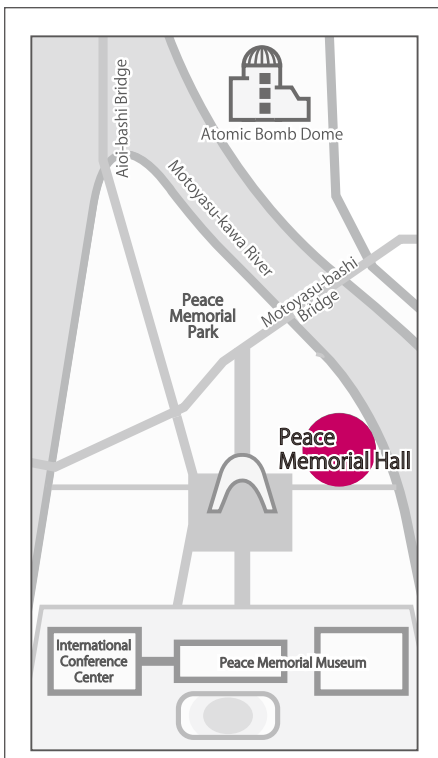 Aioi-bashi Bridge
Atomic Bomb Dome
Motoyasu-kawa River
Motoyasu-bashi
Bridge
Peace
Memorial
Park
Peace
Memorial Hall
International
Conference
Center
Peace Memorial Museum